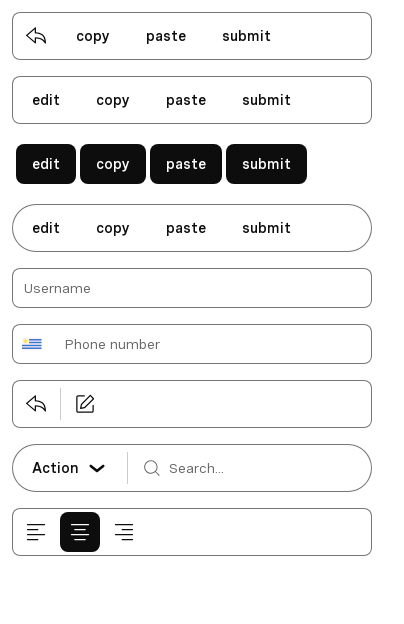 copy paste submit
edit copy paste submit
edit copy paste submit
edit copy paste submit
Username
Phone number
Action Search...